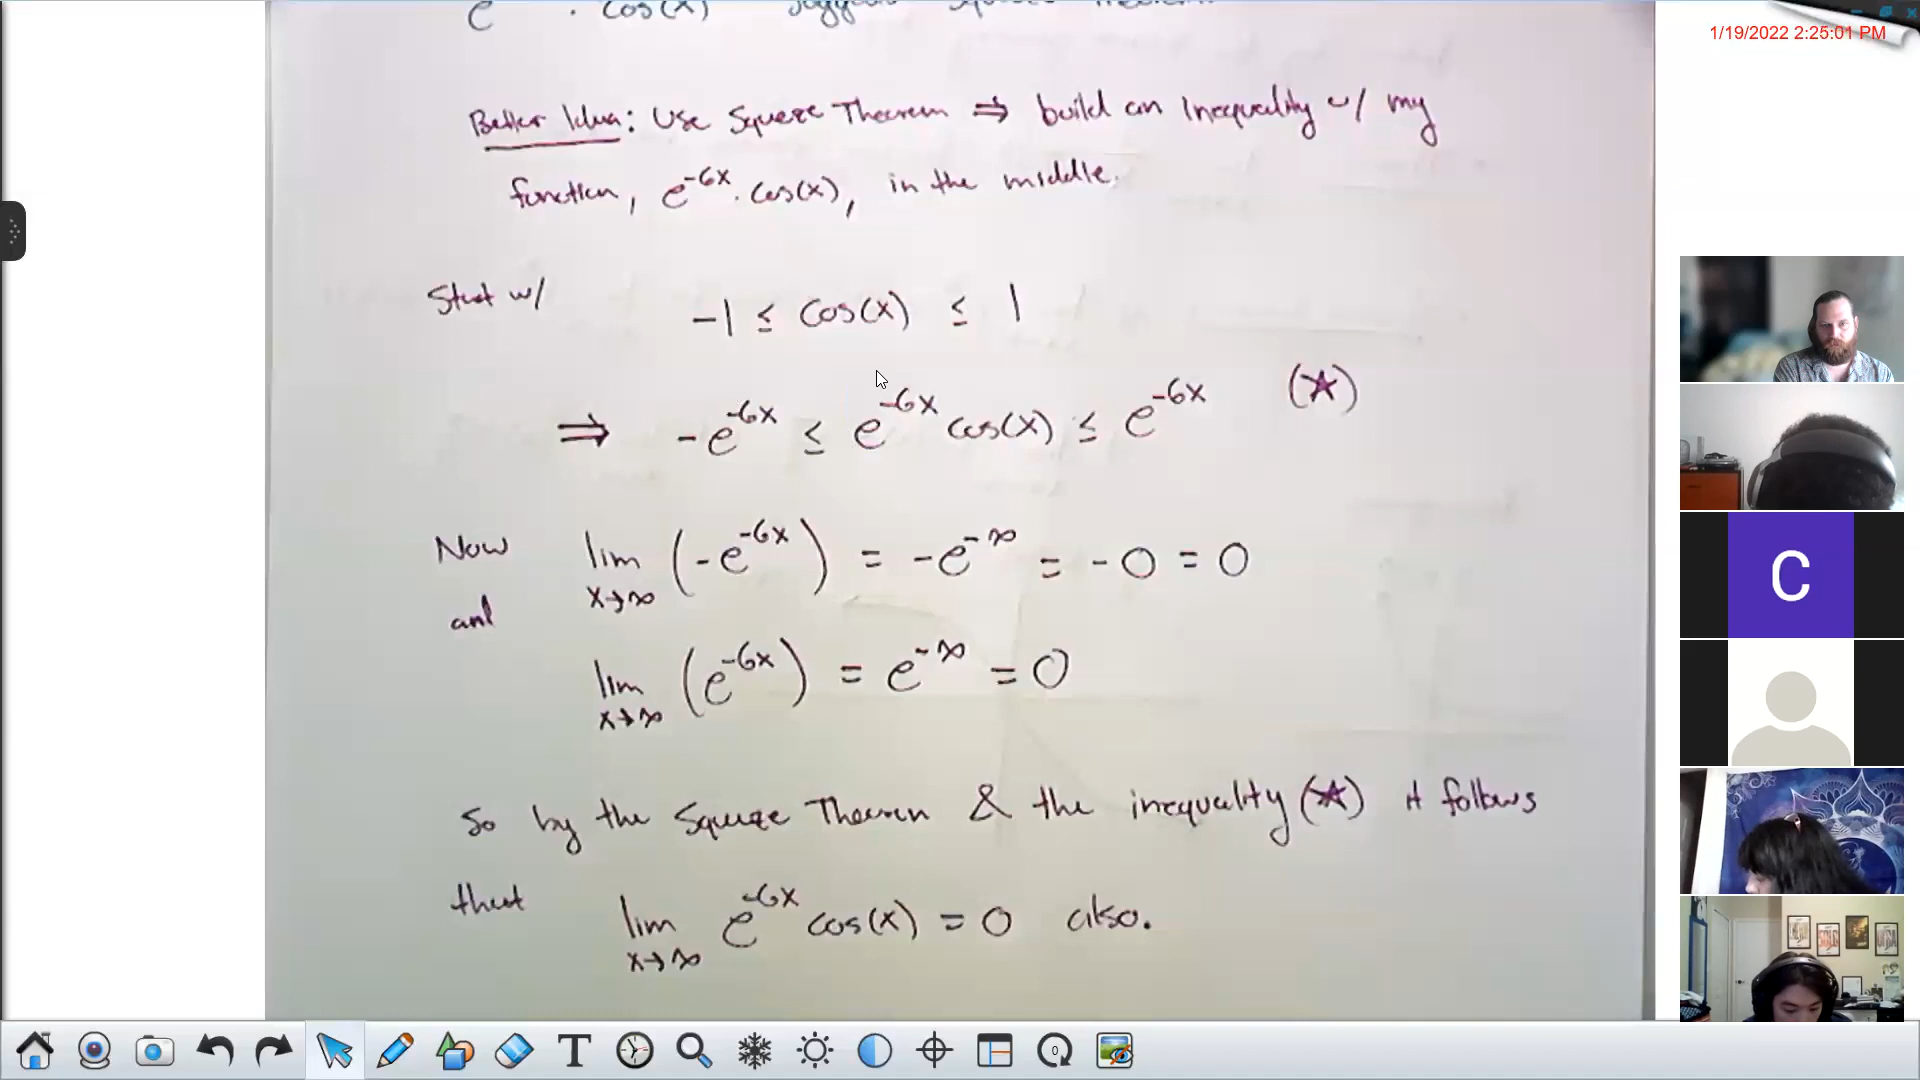 1/19/2022 2:25:01 PM
e · cos(x)
Better Idea: Use Squeeze Theorem ⇒ build an Inequality w/ my
function, e^{-6x} · cos(x), in the middle.
Start w/ -1 ≤ cos(x) ≤ 1
⇒ -e^{-6x} ≤ e^{-6x} cos(x) ≤ e^{-6x} (☆)
Now lim_{x→∞} (-e^{-6x}) = -e^{-∞} = -0 = 0
and
lim_{x→∞} (e^{-6x}) = e^{-∞} = 0
So by the Squeeze Theorem & the inequality (☆) it follows
that lim_{x→∞} e^{-6x} cos(x) = 0 also.
C
T
0